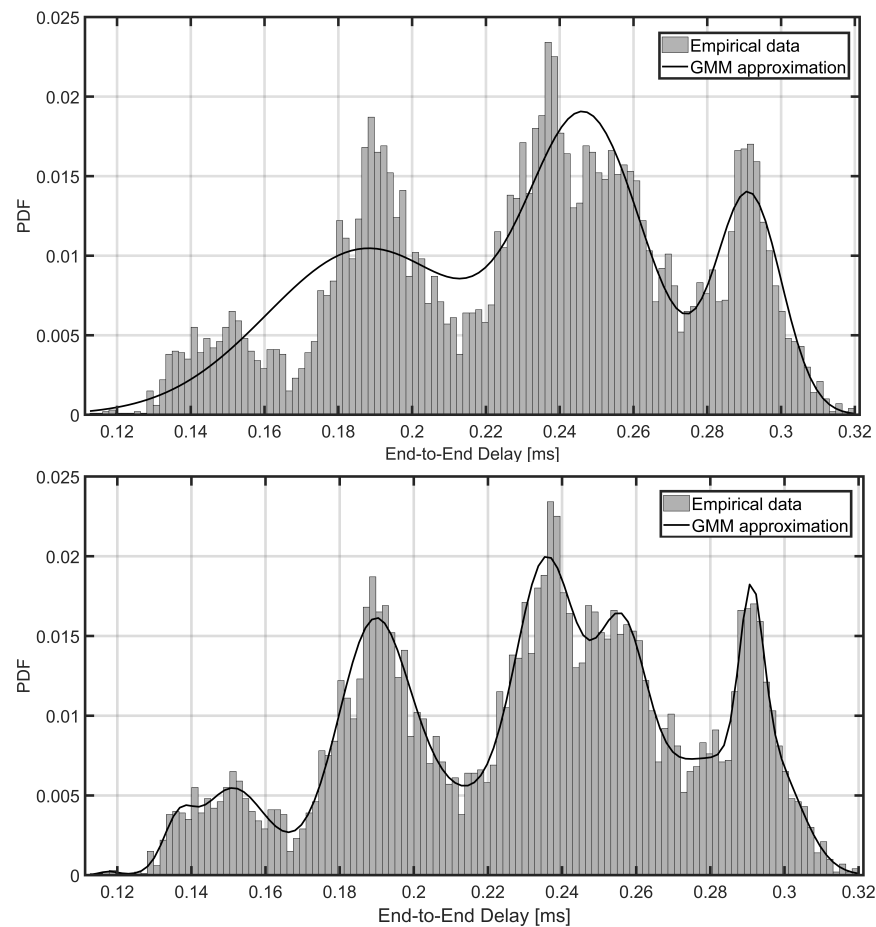 0.025
0.02
0.015
0.01
0.005
0
PDF
Empirical data
GMM approximation
0.12 0.14 0.16 0.18 0.2 0.22 0.24 0.26 0.28 0.3 0.32
End-to-End Delay [ms]
0.025
0.02
0.015
0.01
0.005
0
PDF
Empirical data
GMM approximation
0.12 0.14 0.16 0.18 0.2 0.22 0.24 0.26 0.28 0.3 0.32
End-to-End Delay [ms]